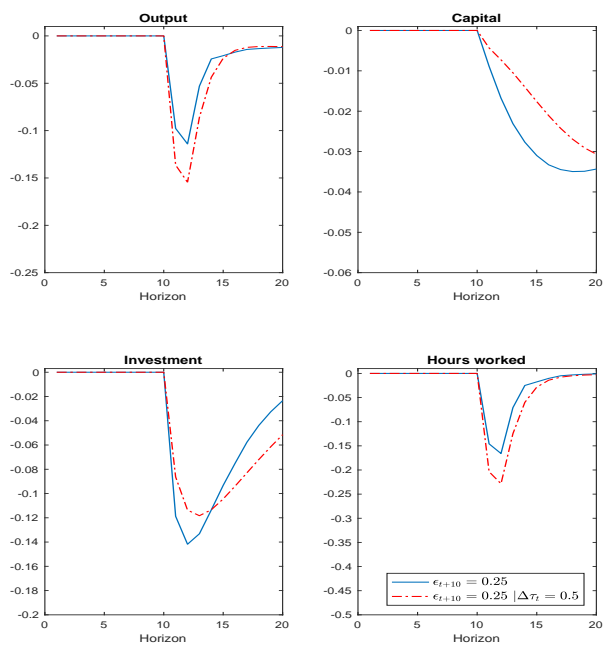 Output
0
-0.05
-0.1
-0.15
-0.2
-0.25
0 5 10 15 20
Horizon
Capital
0
-0.01
-0.02
-0.03
-0.04
-0.05
-0.06
0 5 10 15 20
Horizon
Investment
0
-0.02
-0.04
-0.06
-0.08
-0.1
-0.12
-0.14
-0.16
-0.18
-0.2
0 5 10 15 20
Horizon
Hours worked
0
-0.05
-0.1
-0.15
-0.2
-0.25
-0.3
-0.35
-0.4
-0.45
-0.5
0 5 10 15 20
Horizon
ϵt+10 = 0.25
ϵt+10 = 0.25 |Δτt = 0.5